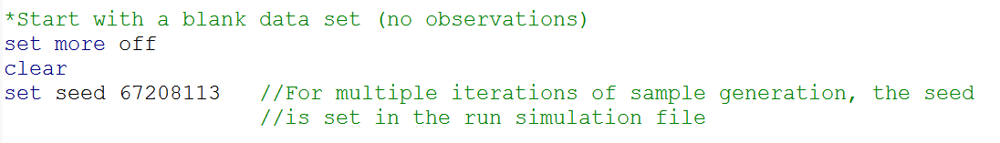 *Start with a blank data set (no observations)
set more off
clear
set seed 67208113   //For multiple iterations of sample generation, the seed
                    //is set in the run simulation file